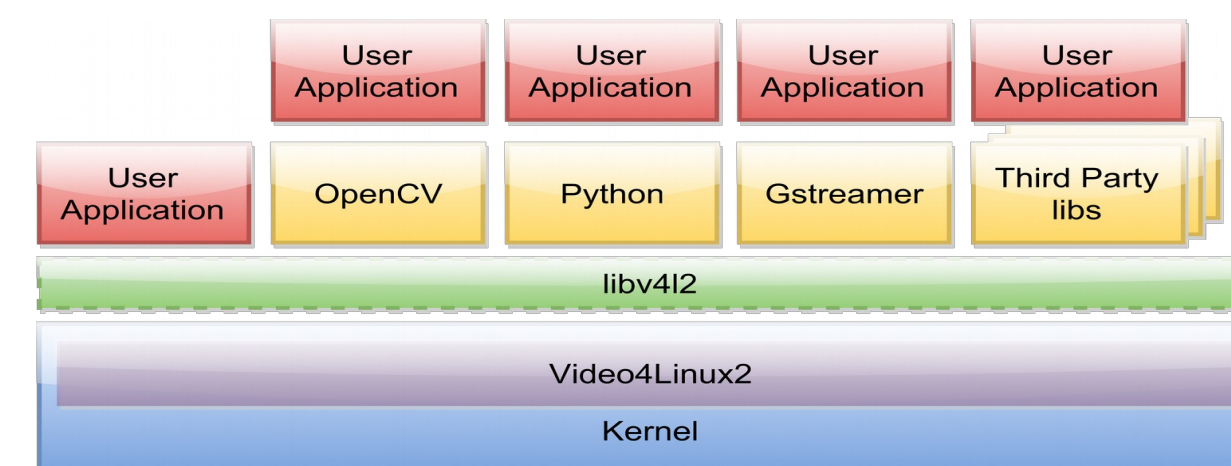 User
Application
User
Application
User
Application
User
Application
User
Application
OpenCV
Python
Gstreamer
Third Party
libs
libv4l2
Video4Linux2
Kernel